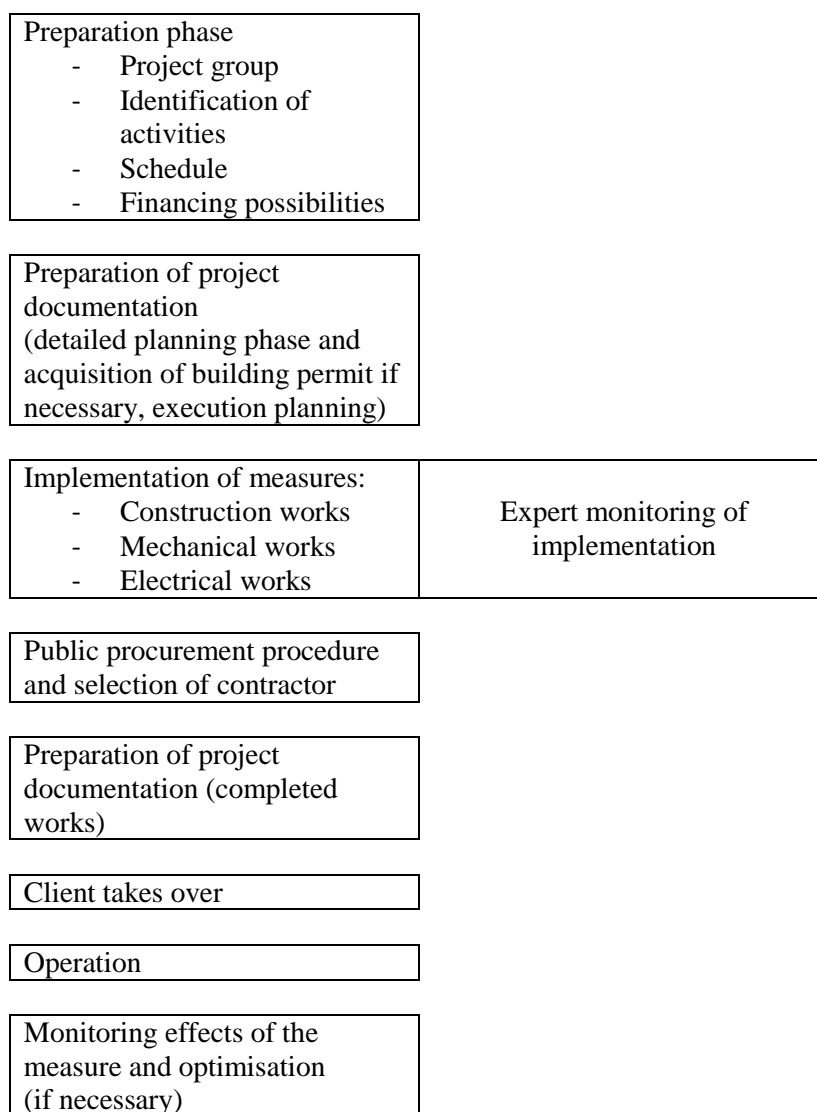 Preparation phase
- Project group
- Identification of
activities
- Schedule
- Financing possibilities
Preparation of project
documentation
(detailed planning phase and
acquisition of building permit if
necessary, execution planning)
Implementation of measures:
- Construction works
- Mechanical works
- Electrical works
Expert monitoring of
implementation
Public procurement procedure
and selection of contractor
Preparation of project
documentation (completed
works)
Client takes over
Operation
Monitoring effects of the
measure and optimisation
(if necessary)